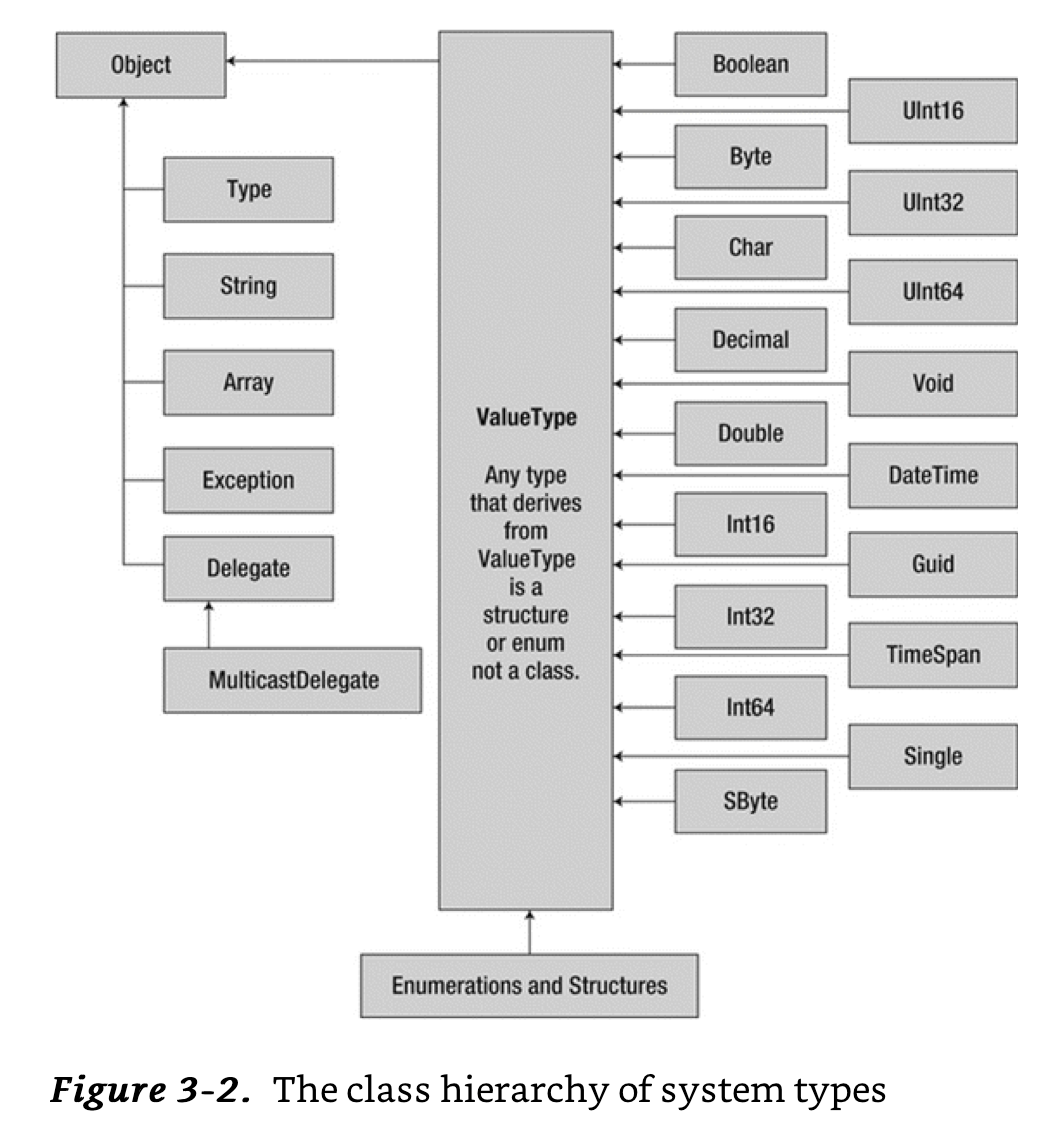 Object
Boolean
UInt16
Byte
Type
UInt32
Char
String
UInt64
Decimal
Array
Void
ValueType
Double
Any type
that derives
from
ValueType
is a
structure
or enum
not a class.
Exception
DateTime
Int16
Delegate
Guid
Int32
TimeSpan
MulticastDelegate
Int64
Single
SByte
Enumerations and Structures
Figure 3-2. The class hierarchy of system types